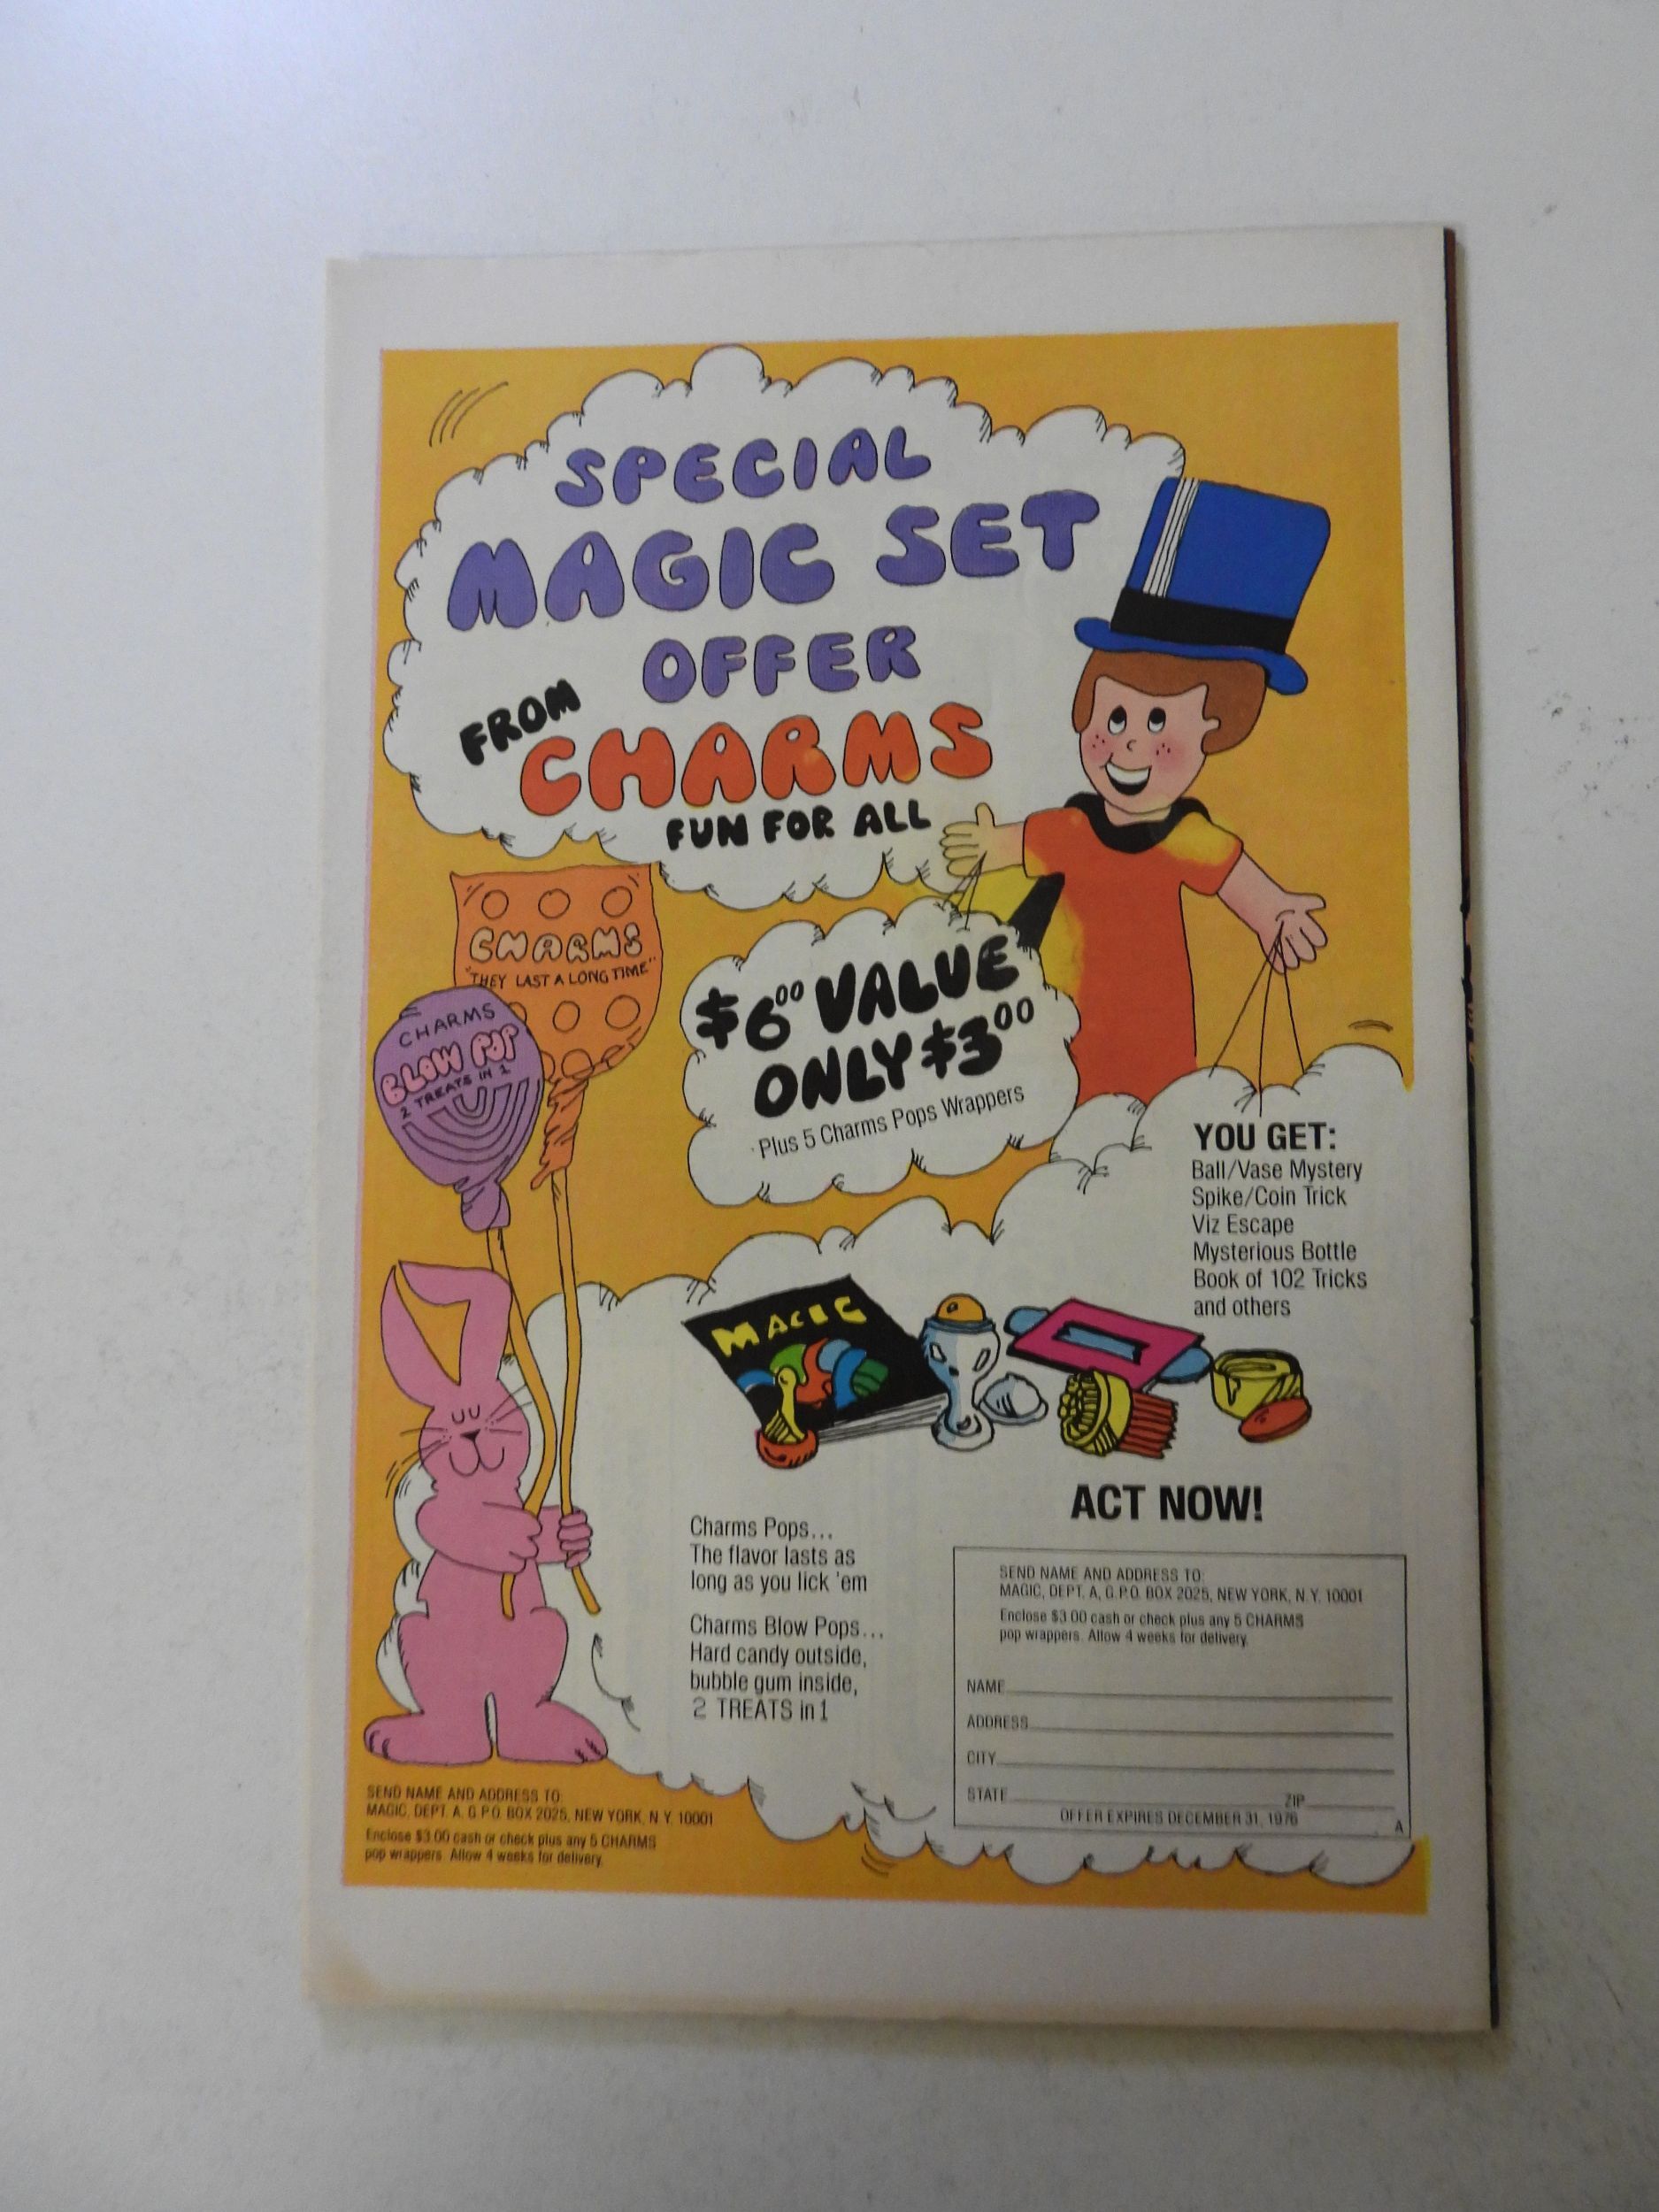 SPECIAL
MAGIC SET
OFFER
FROM
CHARMS
FUN FOR ALL
CHARMS
"THEY LAST A LONG TIME"
CHARMS
BLOW POP
2 TREATS IN 1
$6.00 VALUE
ONLY $3.00
Plus 5 Charms Pops Wrappers
YOU GET:
Ball/Vase Mystery
Spike/Coin Trick
Viz Escape
Mysterious Bottle
Book of 102 Tricks
and others
MAGIC
Charms Pops...
The flavor lasts as
long as you lick 'em
Charms Blow Pops...
Hard candy outside,
bubble gum inside,
2 TREATS in 1
ACT NOW!
SEND NAME AND ADDRESS TO:
MAGIC, DEPT. A, G.P.O. BOX 2025, NEW YORK, N.Y. 10001
Enclose $3.00 cash or check plus any 5 CHARMS
pop wrappers. Allow 4 weeks for delivery.
NAME
ADDRESS
CITY
STATE ZIP
OFFER EXPIRES DECEMBER 31, 1976
A
SEND NAME AND ADDRESS TO:
MAGIC, DEPT. A, G.P.O. BOX 2025, NEW YORK, N.Y. 10001
Enclose $3.00 cash or check plus any 5 CHARMS
pop wrappers. Allow 4 weeks for delivery.